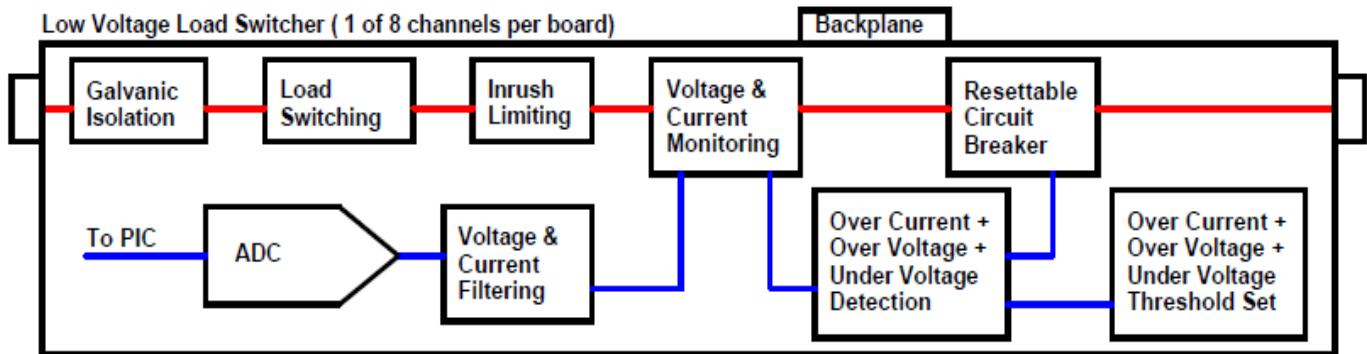 Low Voltage Load Switcher ( 1 of 8 channels per board)
Backplane
Galvanic
Isolation
Load
Switching
Inrush
Limiting
Voltage &
Current
Monitoring
Resettable
Circuit
Breaker
To PIC
ADC
Voltage &
Current
Filtering
Over Current +
Over Voltage +
Under Voltage
Detection
Over Current +
Over Voltage +
Under Voltage
Threshold Set